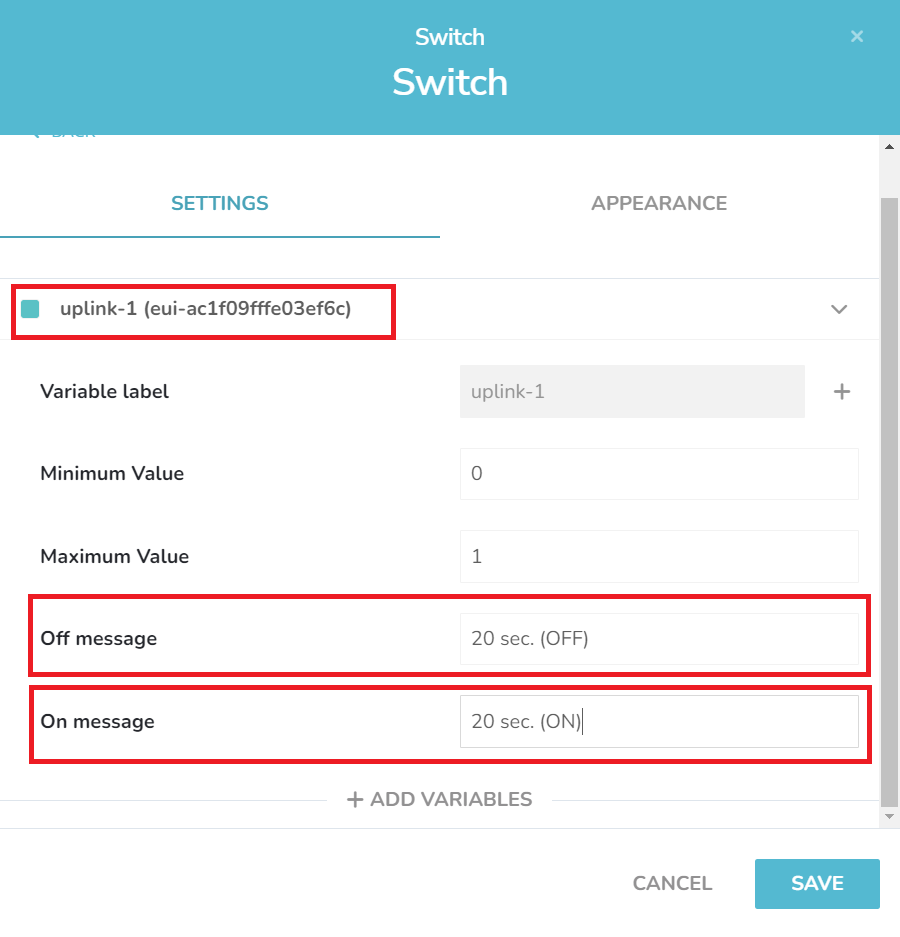 Switch
×
Switch
BACK
SETTINGS
APPEARANCE
uplink-1 (eui-ac1f09fffe03ef6c)
Variable label
uplink-1
+
Minimum Value
0
Maximum Value
1
Off message
20 sec. (OFF)
On message
20 sec. (ON)
+ ADD VARIABLES
CANCEL
SAVE